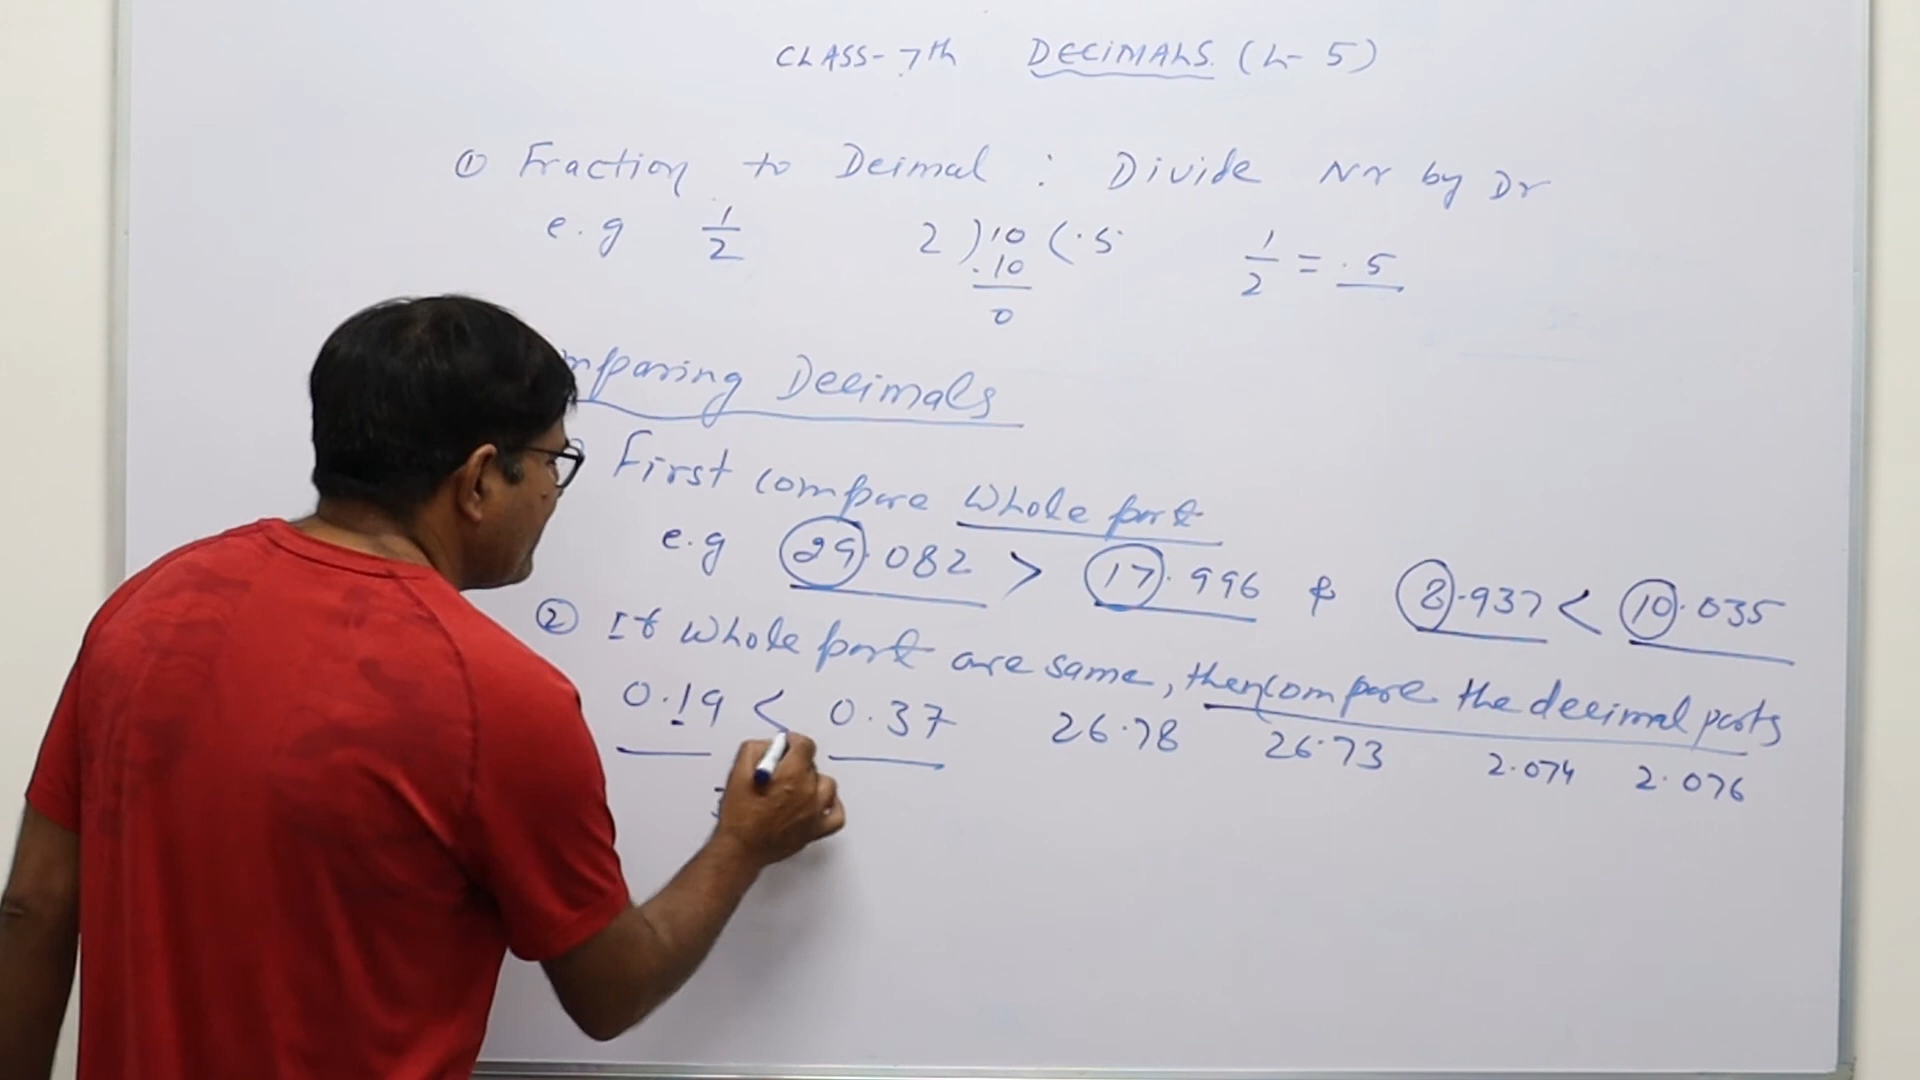 CLASS-7th DECIMALS. (L-5)
① Fraction to Deimal : Divide Nr by Dr
e.g 1/2 2)10(.5 1/2 = .5
.10
0
mparing Decimals
First compare Whole part
e.g 29.082 > 17.996 & 8.937 < 10.035
② If Whole part are same, then compare the decimal parts
0.19 < 0.37 26.78 26.73 2.074 2.076